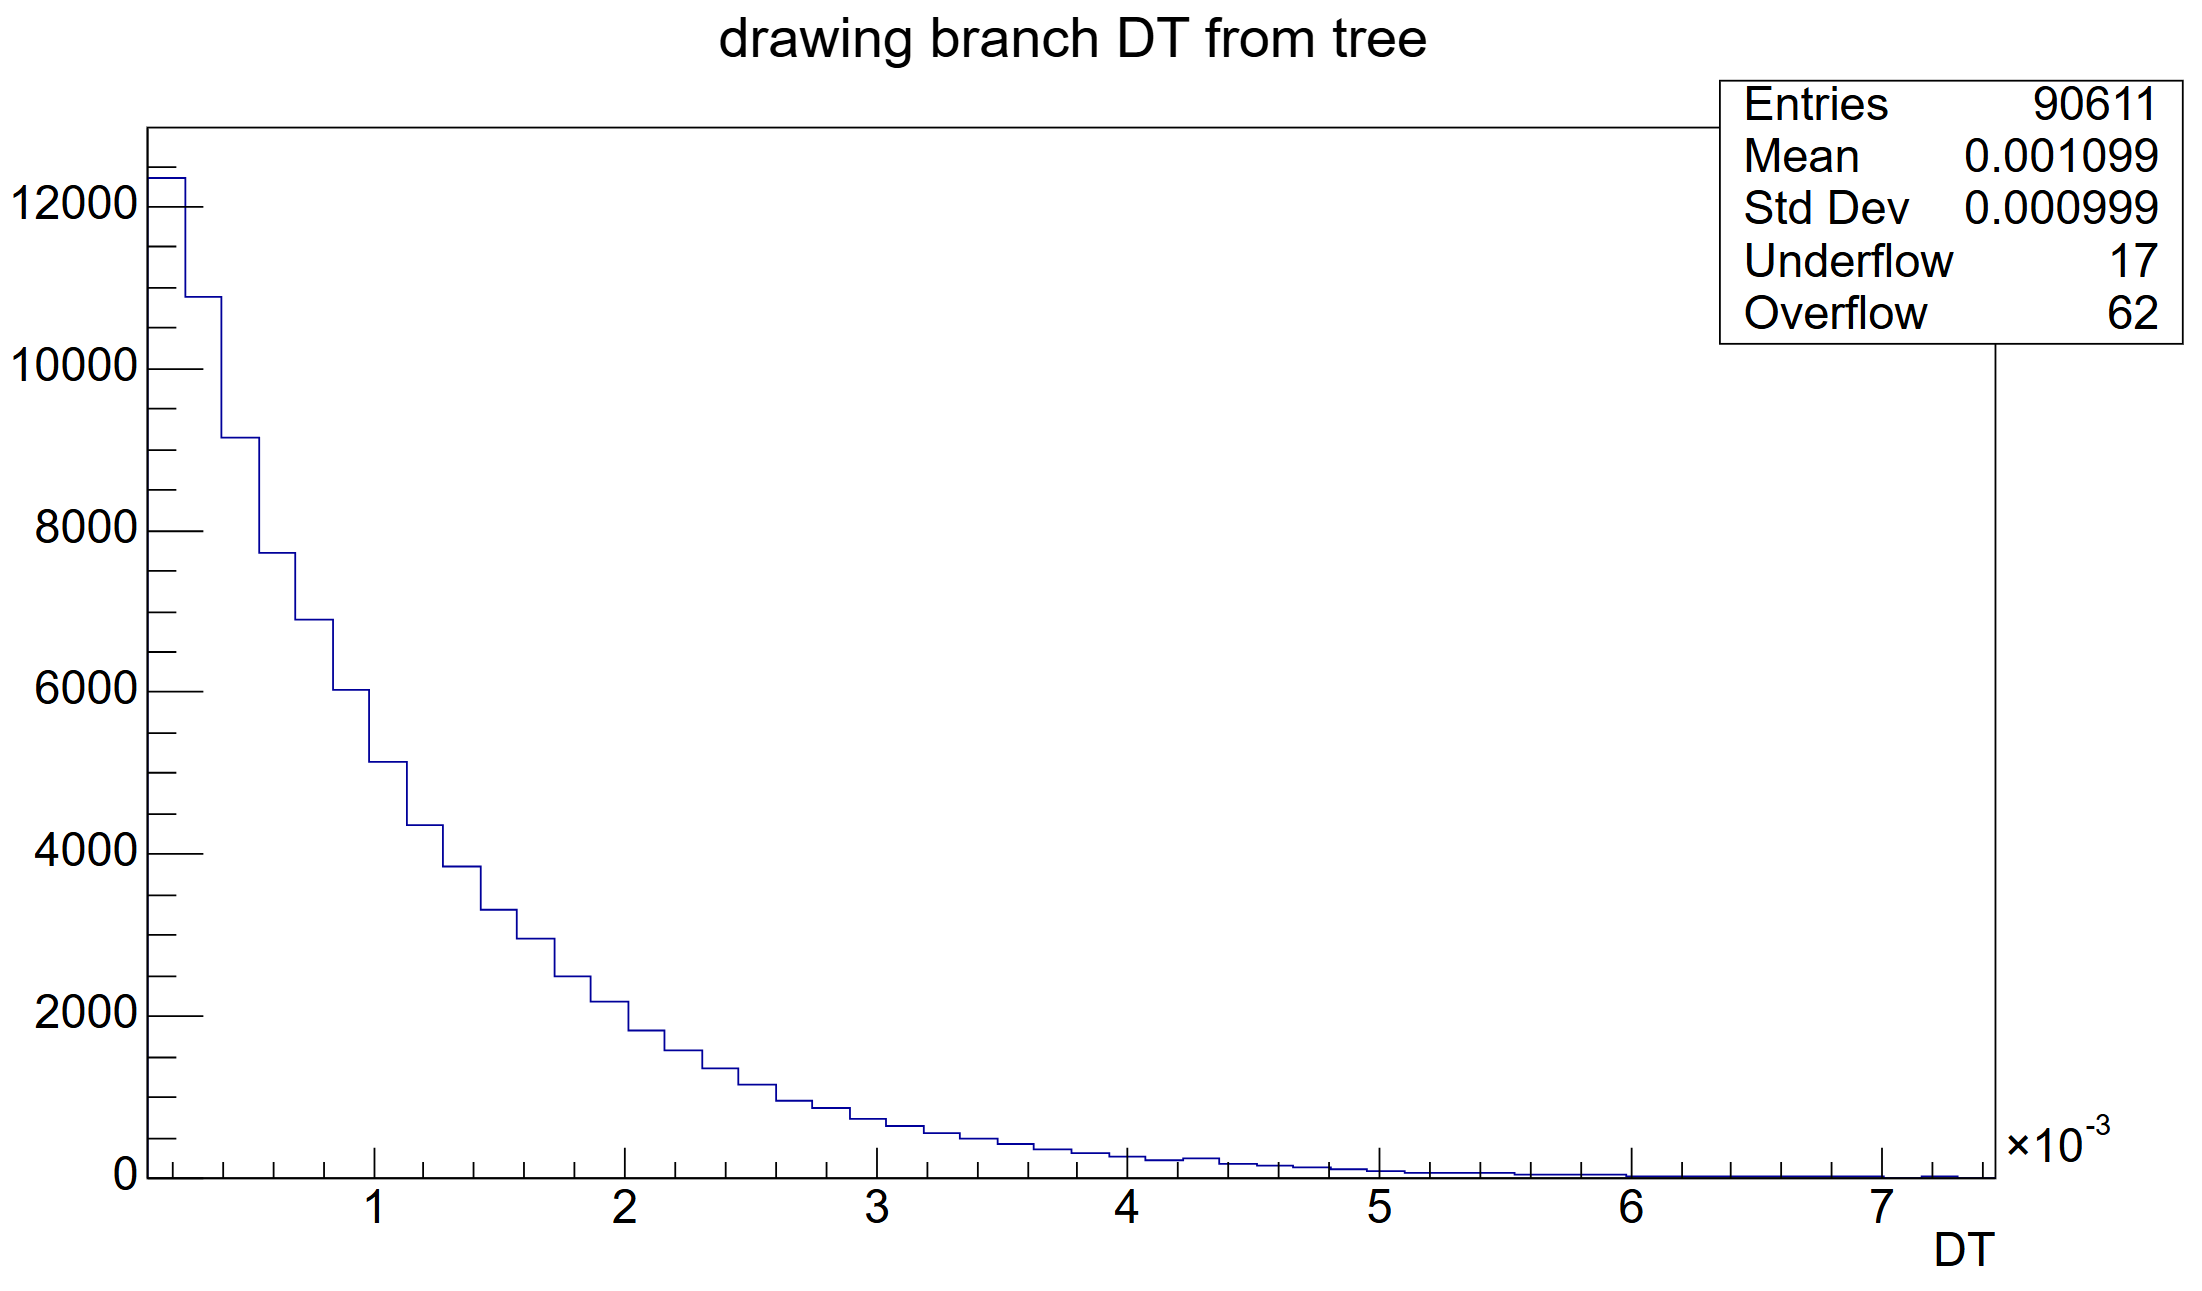 drawing branch DT from tree
Entries 90611
Mean 0.001099
Std Dev 0.000999
Underflow 17
Overflow 62
12000
10000
8000
6000
4000
2000
0
×10⁻³
1 2 3 4 5 6 7
DT